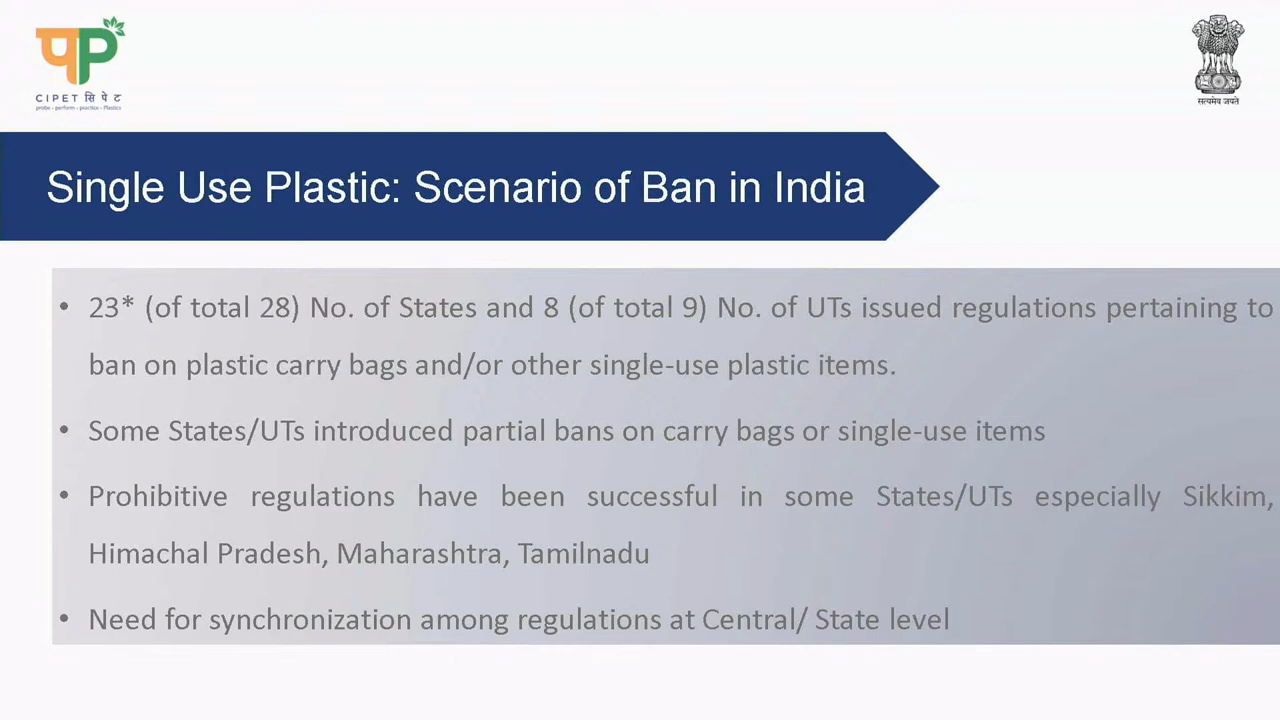 CIPET सिपेट
probe - perform - practice - Plastics
सत्यमेव जयते
Single Use Plastic: Scenario of Ban in India
• 23* (of total 28) No. of States and 8 (of total 9) No. of UTs issued regulations pertaining to
ban on plastic carry bags and/or other single-use plastic items.
• Some States/UTs introduced partial bans on carry bags or single-use items
• Prohibitive regulations have been successful in some States/UTs especially Sikkim,
Himachal Pradesh, Maharashtra, Tamilnadu
• Need for synchronization among regulations at Central/ State level